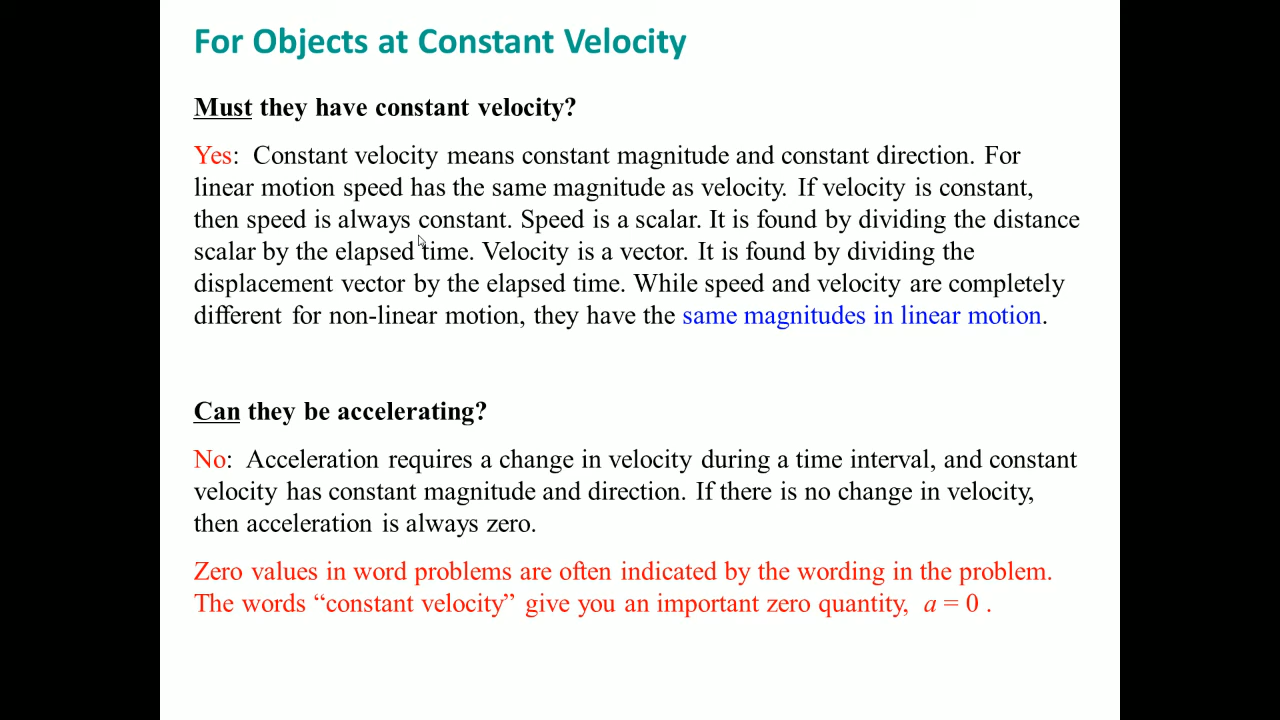 For Objects at Constant Velocity
Must they have constant velocity?
Yes: Constant velocity means constant magnitude and constant direction. For
linear motion speed has the same magnitude as velocity. If velocity is constant,
then speed is always constant. Speed is a scalar. It is found by dividing the distance
scalar by the elapsed time. Velocity is a vector. It is found by dividing the
displacement vector by the elapsed time. While speed and velocity are completely
different for non-linear motion, they have the same magnitudes in linear motion.
Can they be accelerating?
No: Acceleration requires a change in velocity during a time interval, and constant
velocity has constant magnitude and direction. If there is no change in velocity,
then acceleration is always zero.
Zero values in word problems are often indicated by the wording in the problem.
The words “constant velocity” give you an important zero quantity, a = 0 .